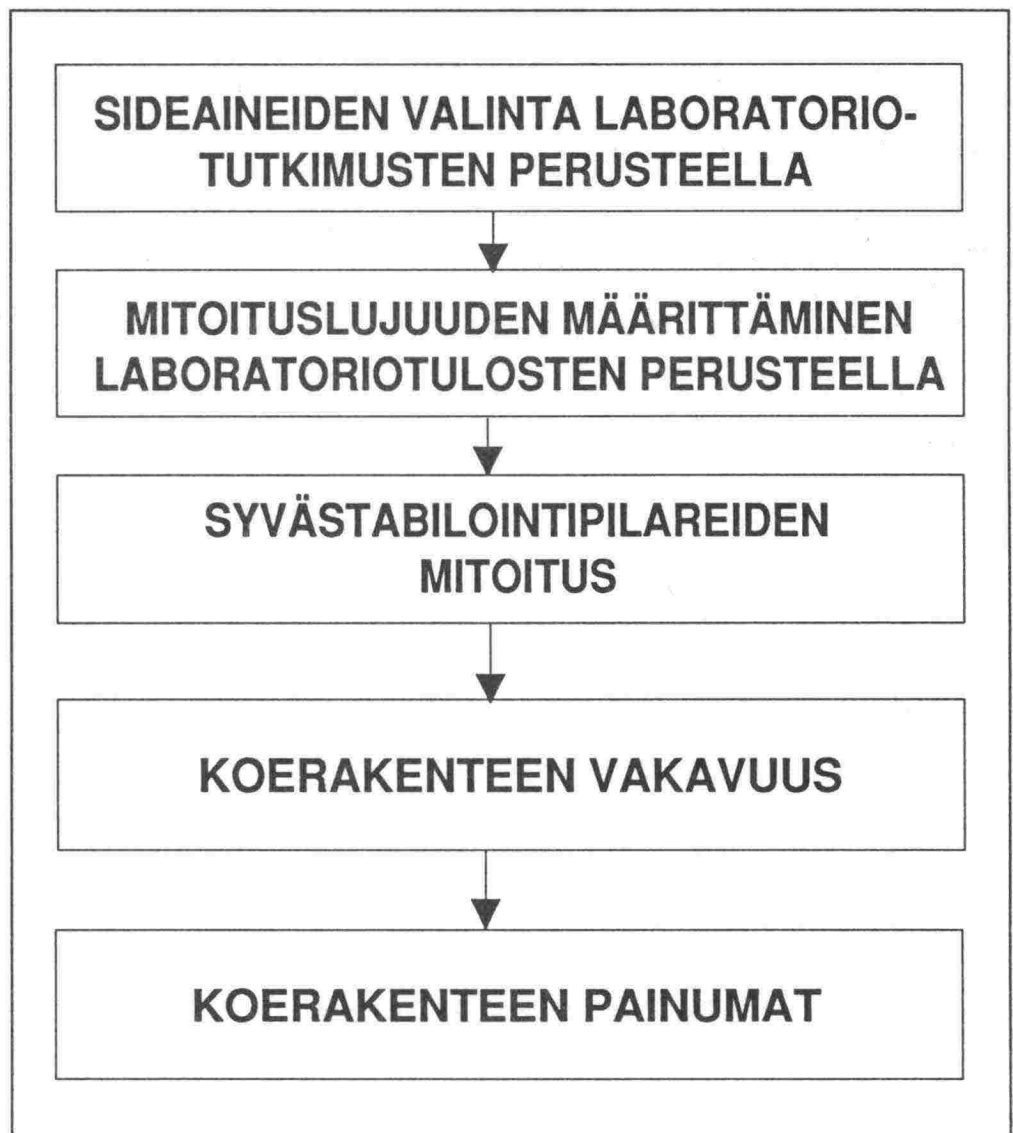 SIDEAINEIDEN VALINTA LABORATORIO-
TUTKIMUSTEN PERUSTEELLA
MITOITUSLUJUUDEN MÄÄRITTÄMINEN
LABORATORIOTULOSTEN PERUSTEELLA
SYVÄSTABILOINTIPILAREIDEN
MITOITUS
KOERAKENTEEN VAKAVUUS
KOERAKENTEEN PAINUMAT